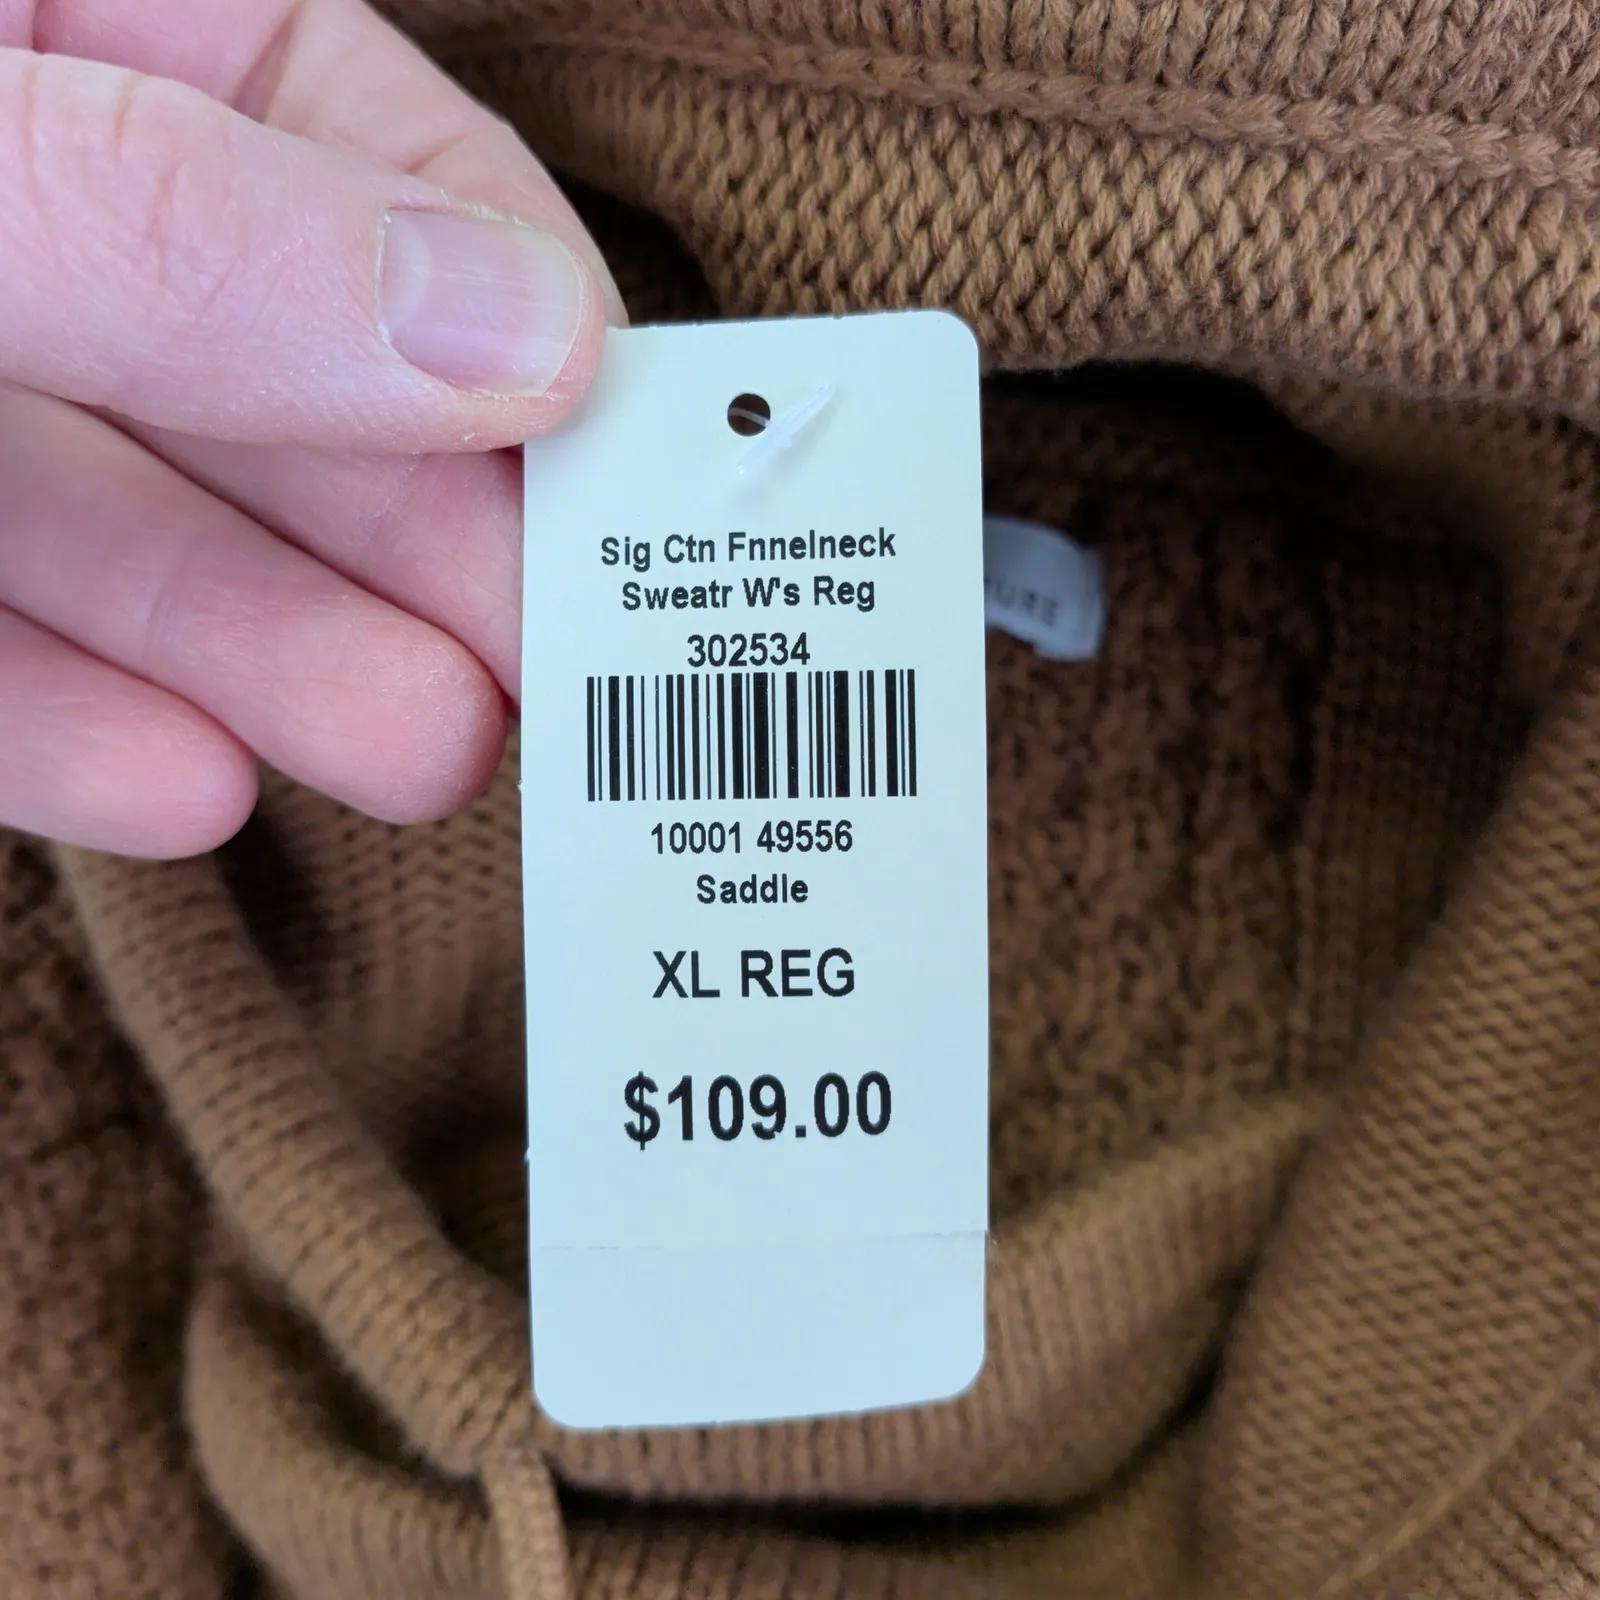 Sig Ctn Fnnelneck
Sweatr W's Reg
302534
10001 49556
Saddle
XL REG
$109.00